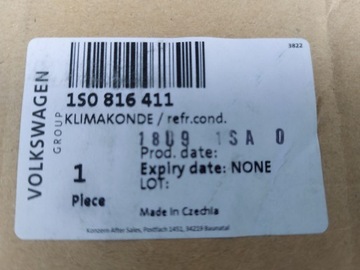 3822
VOLKSWAGEN
GROUP
1S0 816 411
KLIMAKONDE / refr.cond.
18U9 1SA 0
Prod. date:
1
Expiry date: NONE
Piece
LOT:
Made in Czechia
Konzern After Sales, Postfach 1451, 34219 Baunatal